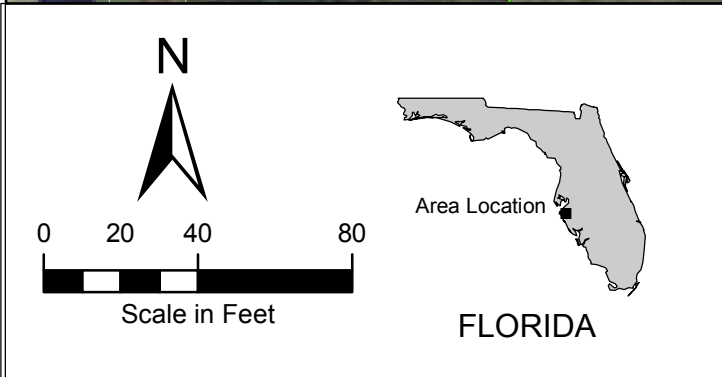 N
0 20 40 80
Scale in Feet
Area Location
FLORIDA